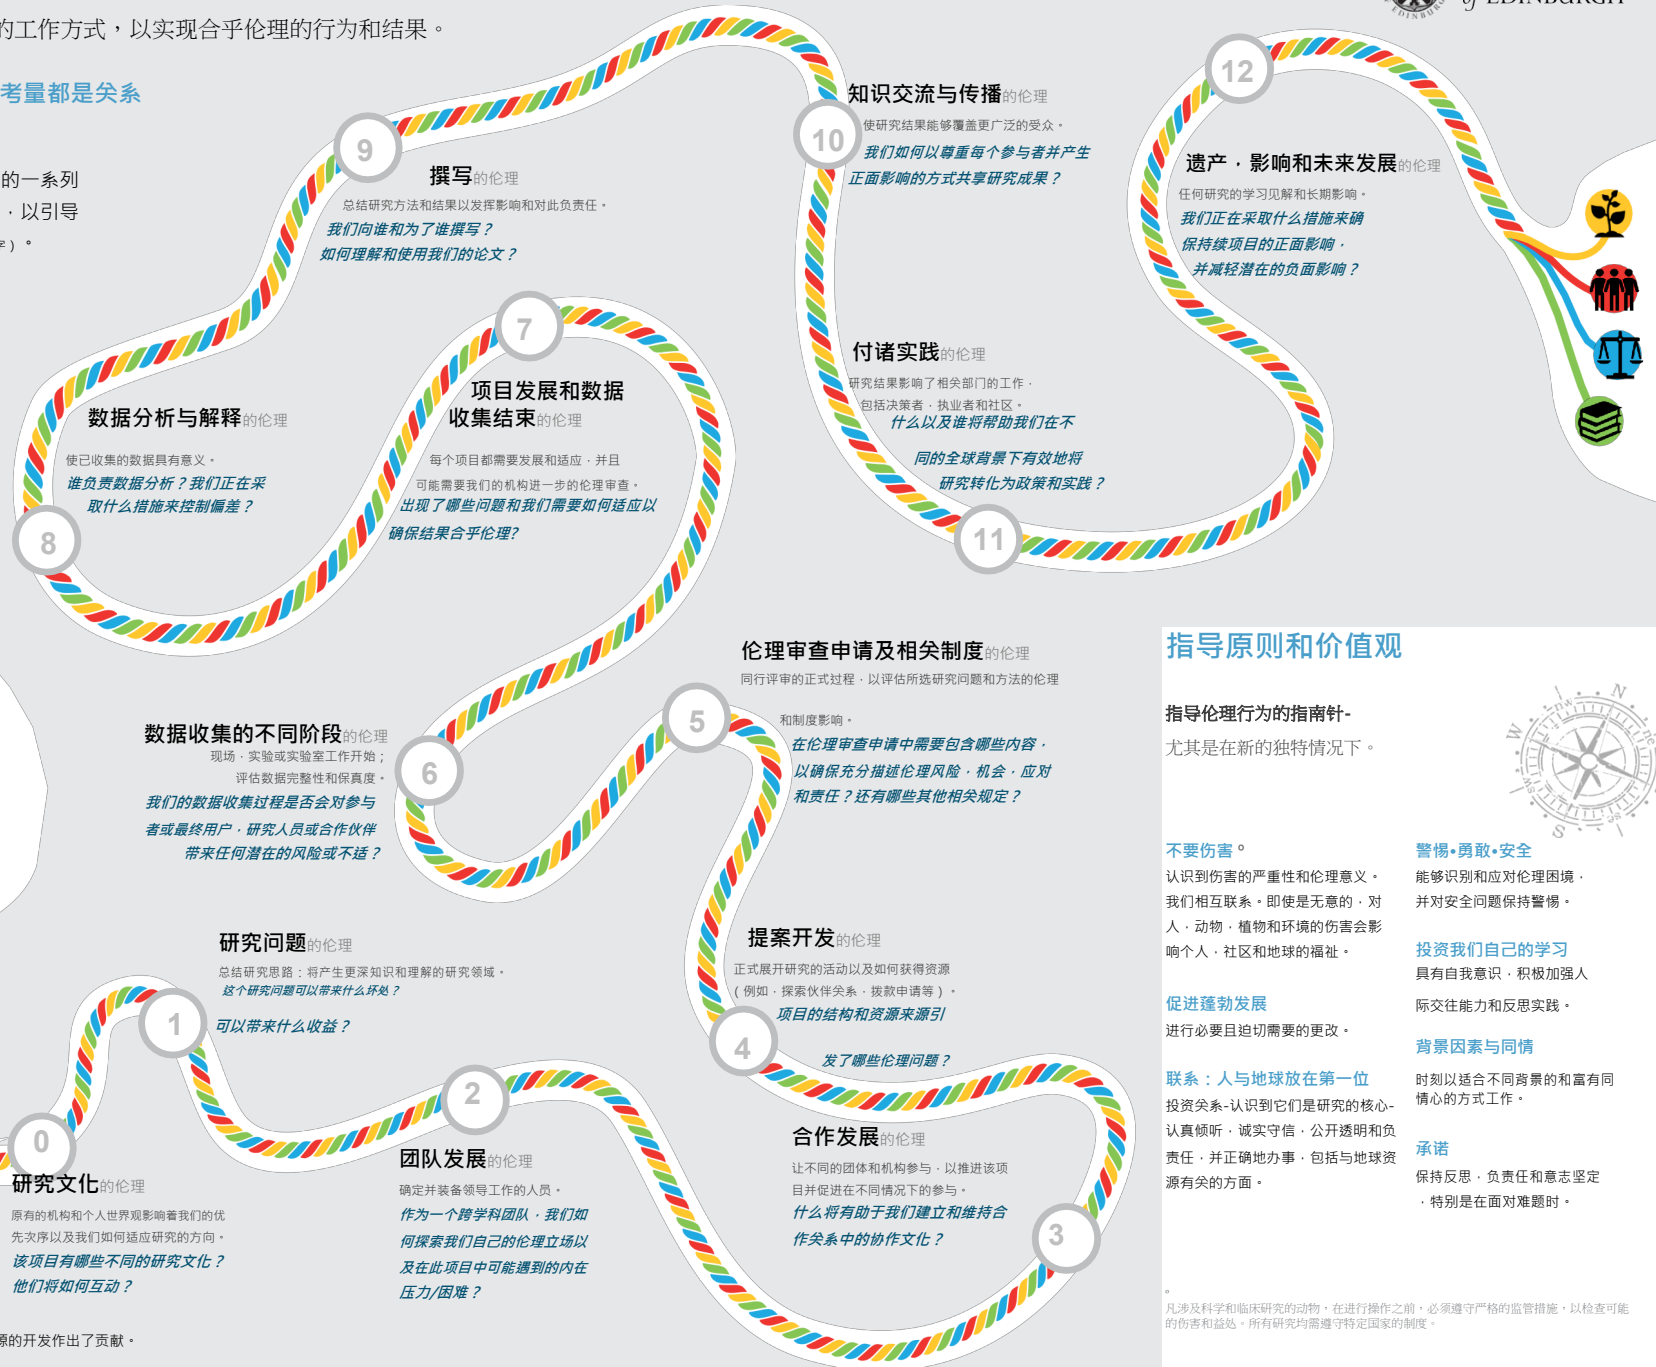 的工作方式，以实现合乎伦理的行为和结果。
of EDINBURGH
EDINBURG
考量都是关系
的一系列
，以引导
）。
9
撰写的伦理
总结研究方法和结果以发挥影响和对此负责任。
我们向谁和为了谁撰写？
如何理解和使用我们的论文？
10
知识交流与传播的伦理
使研究结果能够覆盖更广泛的受众。
我们如何以尊重每个参与者并产生
正面影响的方式共享研究成果？
12
遗产，影响和未来发展的伦理
任何研究的学习见解和长期影响。
我们正在采取什么措施来确
保持续项目的正面影响，
并减轻潜在的负面影响？
7
项目发展和数据
收集结束的伦理
每个项目都需要发展和适应，并且
可能需要我们的机构进一步的伦理审查。
出现了哪些问题和我们需要如何适应以
确保结果合乎伦理?
付诸实践的伦理
研究结果影响了相关部门的工作，
包括决策者，执业者和社区。
什么以及谁将帮助我们在不
同的全球背景下有效地将
研究转化为政策和实践？
11
数据分析与解释的伦理
使已收集的数据具有意义。
谁负责数据分析？我们正在采
取什么措施来控制偏差？
8
伦理审查申请及相关制度的伦理
同行评审的正式过程，以评估所选研究问题和方法的伦理
和制度影响。
在伦理审查申请中需要包含哪些内容，
以确保充分描述伦理风险，机会，应对
和责任？还有哪些其他相关规定？
5
数据收集的不同阶段的伦理
现场，实验或实验室工作开始；
评估数据完整性和保真度。
我们的数据收集过程是否会对参与
者或最终用户，研究人员或合作伙伴
带来任何潜在的风险或不适？
6
研究问题的伦理
总结研究思路：将产生更深知识和理解的研究领域。
这个研究问题可以带来什么坏处？
可以带来什么收益？
1
提案开发的伦理
正式展开研究的活动以及如何获得资源
（例如，探索伙伴关系，拨款申请等）。
项目的结构和资源来源引
发了哪些伦理问题？
4
2
团队发展的伦理
确定并装备领导工作的人员。
作为一个跨学科团队，我们如
何探索我们自己的伦理立场以
及在此项目中可能遇到的内在
压力/困难？
合作发展的伦理
让不同的团体和机构参与，以推进该项
目并促进在不同情况下的参与。
什么将有助于我们建立和维持合
作关系中的协作文化？
3
0
研究文化的伦理
原有的机构和个人世界观影响着我们的优
先次序以及我们如何适应研究的方向。
该项目有哪些不同的研究文化？
他们将如何互动？
源的开发作出了贡献。
指导原则和价值观
指导伦理行为的指南针-
尤其是在新的独特情况下。
N
W
S
nw
ne
se
sw
不要伤害。
认识到伤害的严重性和伦理意义。
我们相互联系。即使是无意的，对
人，动物，植物和环境的伤害会影
响个人，社区和地球的福祉。
促进蓬勃发展
进行必要且迫切需要的更改。
联系：人与地球放在第一位
投资关系-认识到它们是研究的核心-
认真倾听，诚实守信，公开透明和负
责任，并正确地办事，包括与地球资
源有关的方面。
警惕•勇敢•安全
能够识别和应对伦理困境，
并对安全问题保持警惕。
投资我们自己的学习
具有自我意识，积极加强人
际交往能力和反思实践。
背景因素与同情
时刻以适合不同背景的和富有同
情心的方式工作。
承诺
保持反思，负责任和意志坚定
，特别是在面对难题时。
。
凡涉及科学和临床研究的动物，在进行操作之前，必须遵守严格的监管措施，以检查可能
的伤害和益处。所有研究均需遵守特定国家的制度。